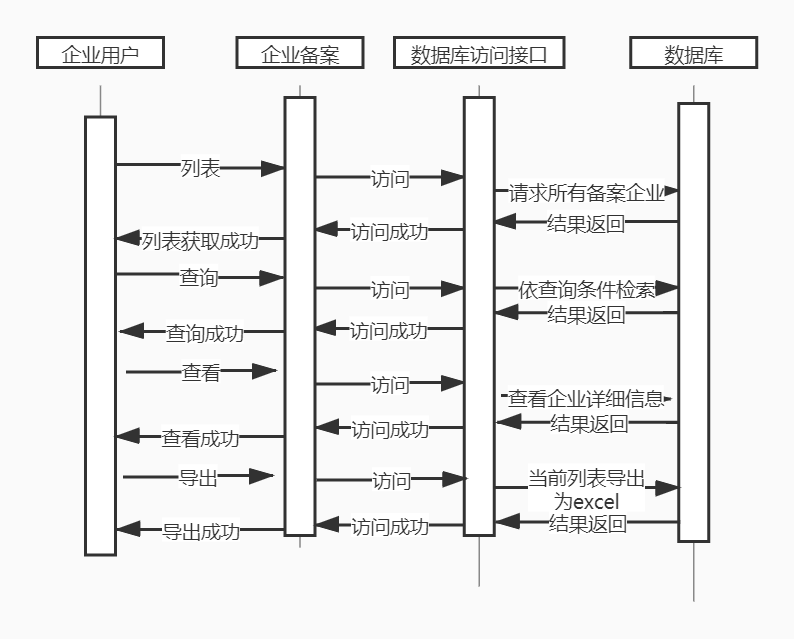 企业用户
企业备案
数据库访问接口
数据库
列表
访问
请求所有备案企业
结果返回
访问成功
列表获取成功
查询
访问
依查询条件检索
结果返回
访问成功
查询成功
查看
访问
查看企业详细信息
结果返回
访问成功
查看成功
导出
访问
当前列表导出
为excel
结果返回
访问成功
导出成功